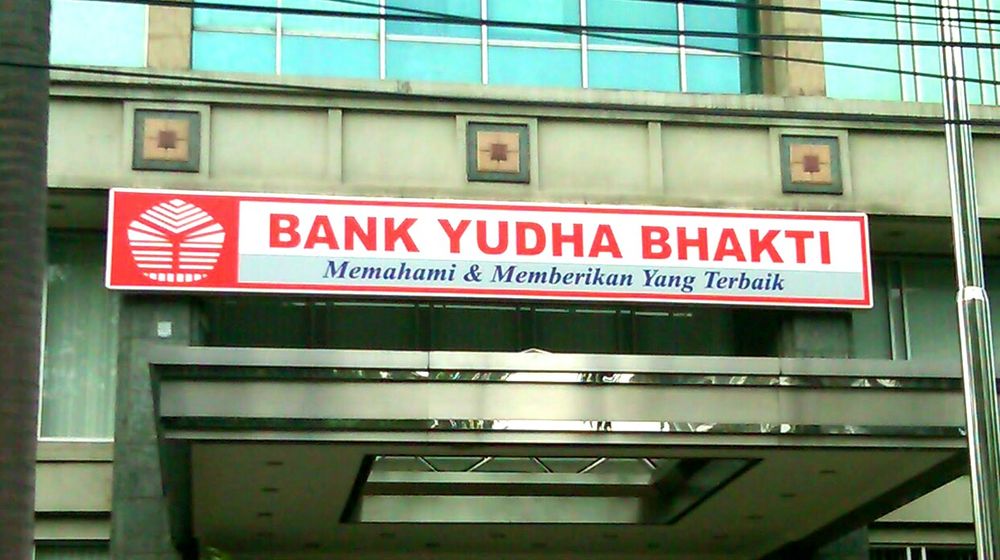 BANK YUDHA BHAKTI
Memahami & Memberikan Yang Terbaik